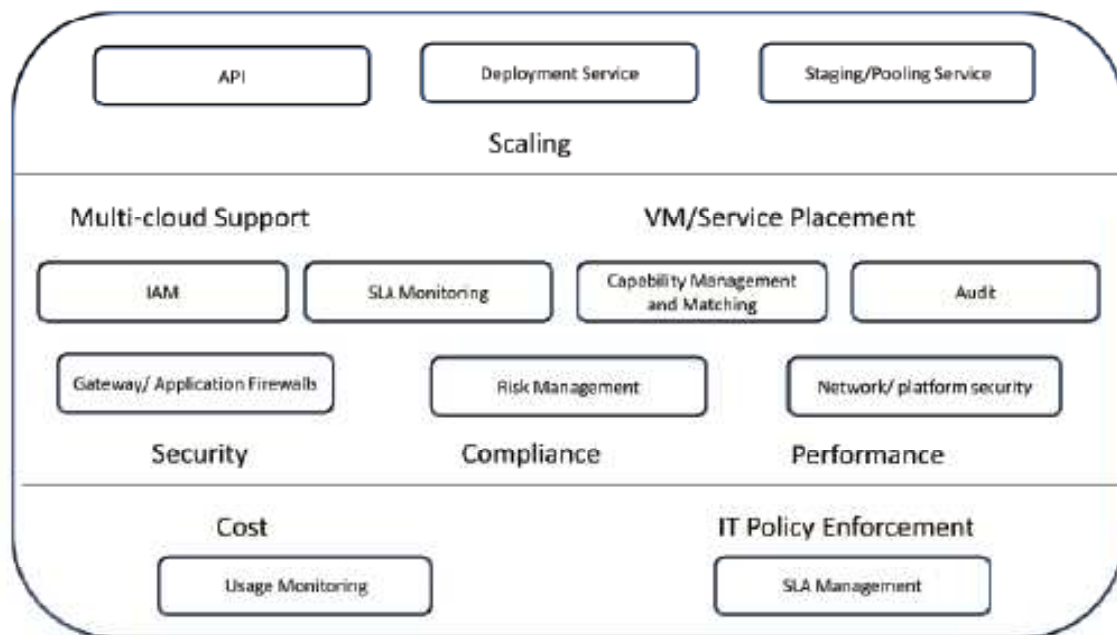 API
Deployment Service
Staging/Pooling Service
Scaling
Multi-cloud Support
VM/Service Placement
IAM
SLA Monitoring
Capability Management
and Matching
Audit
Gateway/ Application Firewalls
Risk Management
Network/ platform security
Security
Compliance
Performance
Cost
IT Policy Enforcement
Usage Monitoring
SLA Management